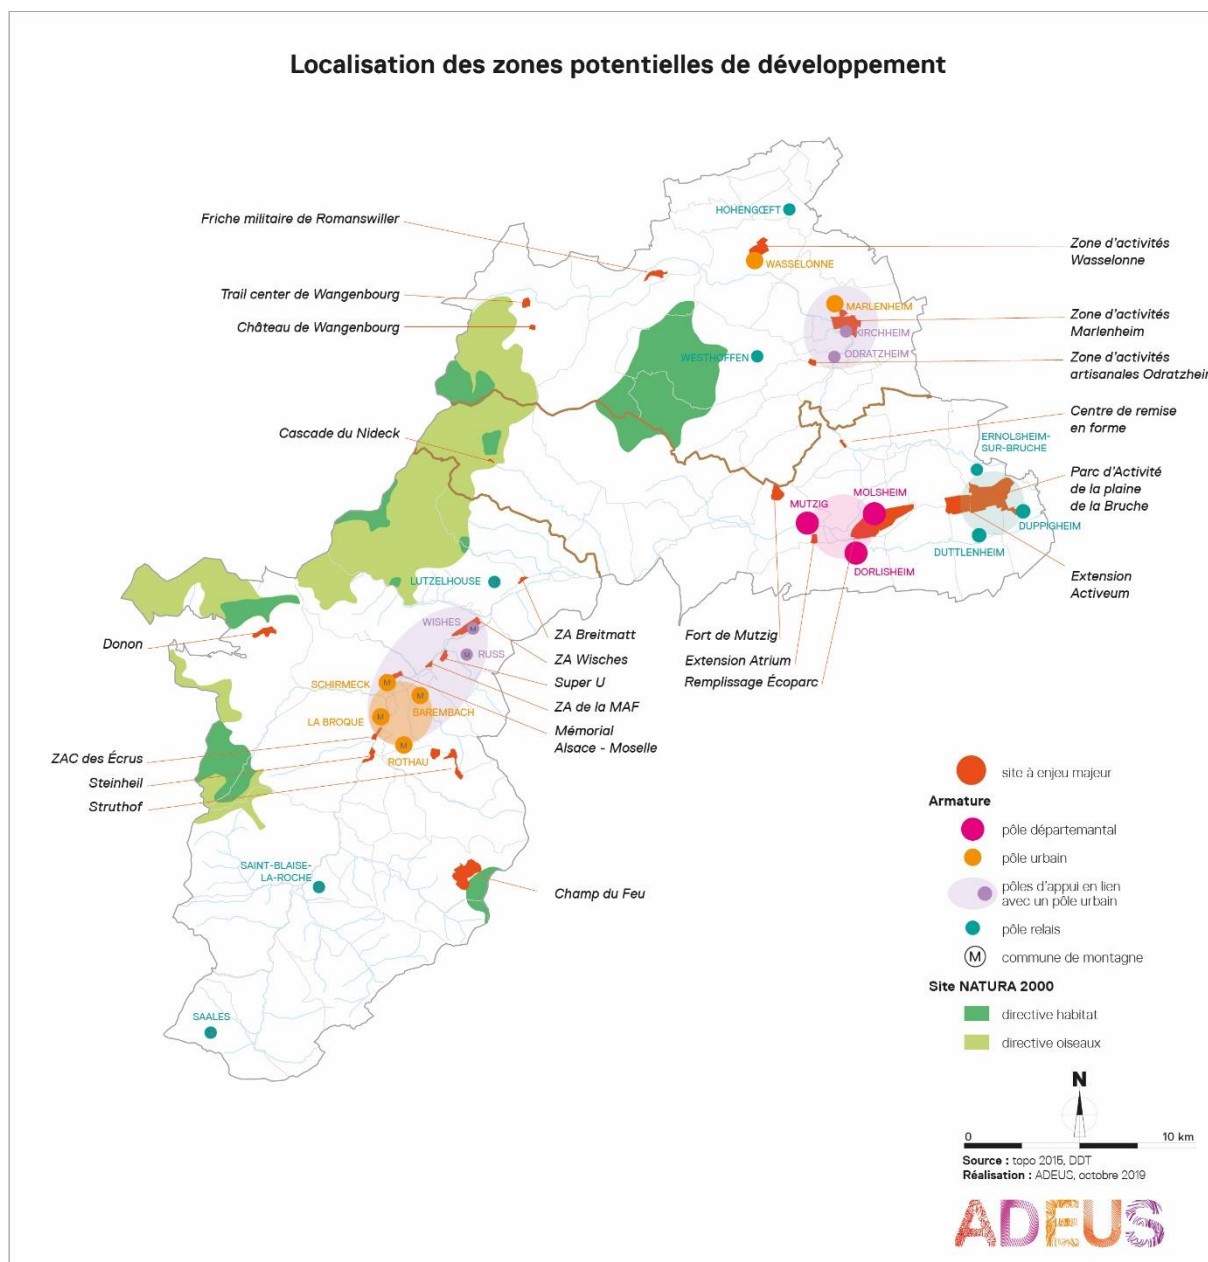 Localisation des zones potentielles de développement
HOHENGŒFT
Friche militaire de Romanswiller
Zone d'activités
Wasselonne
WASSELONNE
Trail center de Wangenbourg
MARLENHEIM
Zone d'activités
Marlenheim
Château de Wangenbourg
KIRCHHEIM
WESTHOFFEN
ODRATZHEIM
Zone d'activités
artisanales Odratzheim
Centre de remise
en forme
Cascade du Nideck
ERNOLSHEIM-
SUR-BRUCHE
Parc d'Activité
de la plaine
de la Bruche
MOLSHEIM
MUTZIG
DUPPIGHEIM
DUTTLENHEIM
DORLISHEIM
LUTZELHOUSE
Extension
Activeum
WISHES
M
Donon
ZA Breitmatt
Fort de Mutzig
M
RUSS
ZA Wisches
Extension Atrium
Super U
Remplissage Écoparc
SCHIRMECK
M
M
BAREMBACH
ZA de la MAF
LA BROQUE
M
Mémorial
Alsace - Moselle
M
ROTHAU
ZAC des Écrus
Steinheil
Struthof
SAINT-BLAISE-
LA-ROCHE
Champ du Feu
SAALES
site à enjeu majeur
Armature
pôle départemantal
pôle urbain
pôles d'appui en lien
avec un pôle urbain
pôle relais
M
commune de montagne
Site NATURA 2000
directive habitat
directive oiseaux
N
0
10 km
Source : topo 2015, DDT
Réalisation : ADEUS, octobre 2019
ADEUS